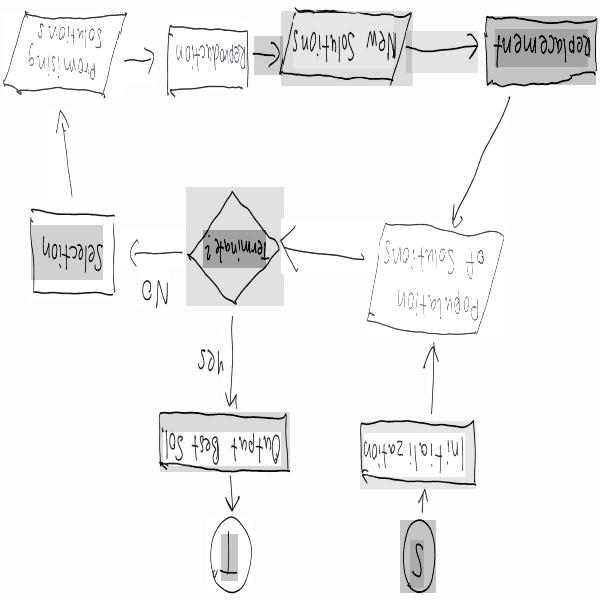 S
T
Initialization
Output Best Sol.
Yes
Population
of Solutions
Terminate?
No
Selection
Replacement
New Solutions
Reproduction
Promising
Solutions